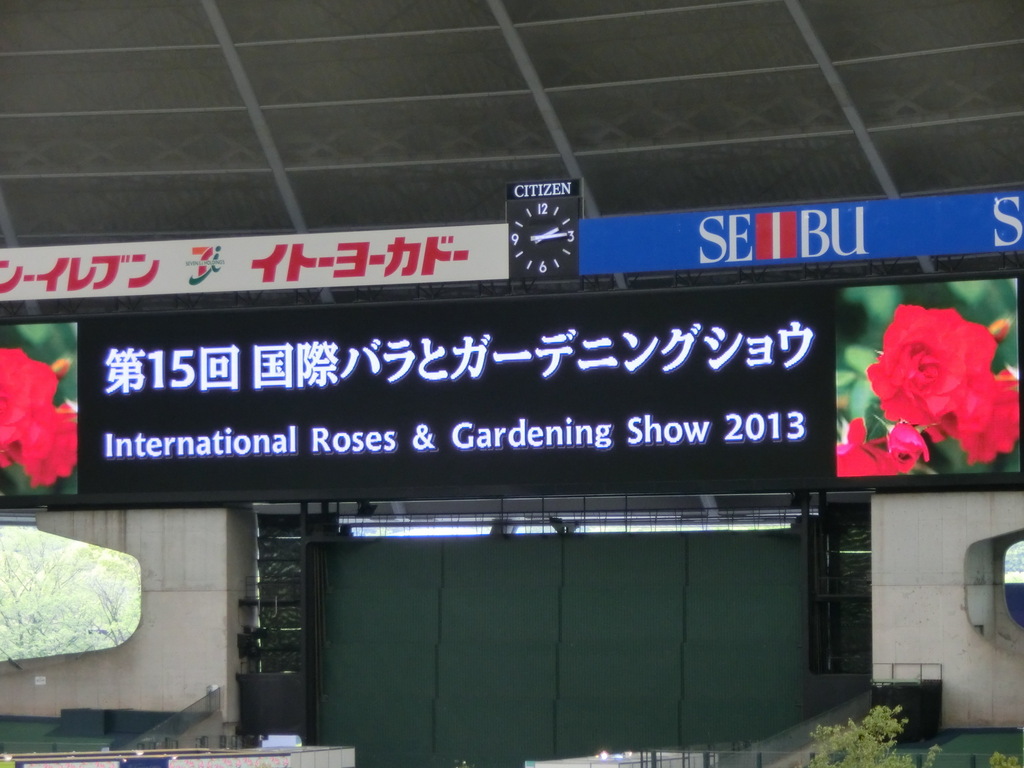 CITIZEN
12
9 3
6
ン-イレブン
SEVEN & i HOLDINGS
イトーヨーカドー
SEIBU
S
第15回 国際バラとガーデニングショウ
International Roses & Gardening Show 2013